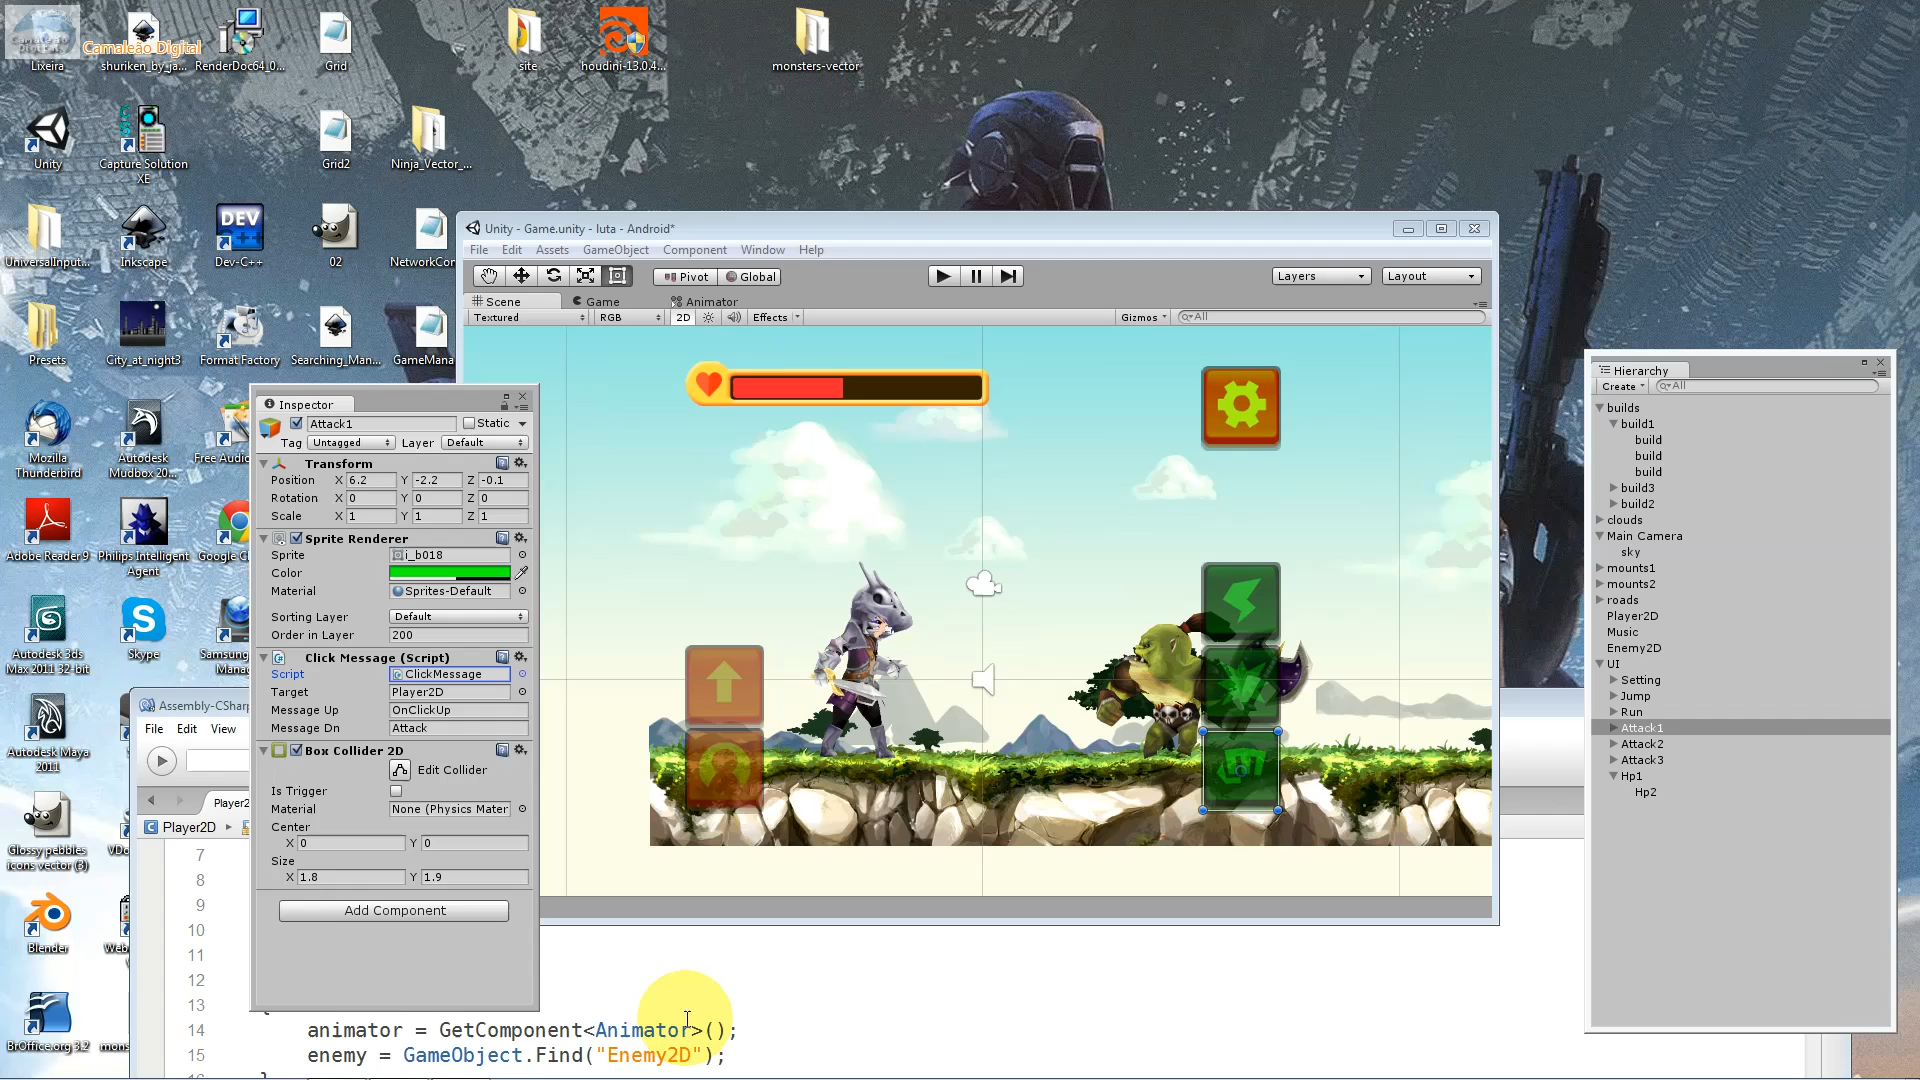 Camaleão Digital
Lixeira
shuriken_by_ja...
RenderDoc64_0...
Grid
site
houdini-13.0.4...
monsters-vector
Unity
Capture Solution XE
Grid2
Ninja_Vector_...
UniversalInput...
Inkscape
DEV
Dev-C++
02
NetworkCon
Presets
City_at_night3
Format Factory
Searching_Man...
GameMana
Mozilla Thunderbird
Autodesk Mudbox 20...
Free Audio
Adobe Reader 9
Philips Intelligent Agent
Google C
Autodesk 3ds Max 2011 32-bit
Skype
Samsung
Autodesk Maya 2011
Glossy pebbles icons vector (3)
VDo
Blender
Web
BrOffice.org 3.2
mons
Unity - Game.unity - luta - Android*
File Edit Assets GameObject Component Window Help
Pivot Global
Layers Layout
Scene Game Animator
Textured RGB 2D Effects Gizmos All
Inspector
Attack1 Static
Tag Untagged Layer Default
Transform
Position X 6.2 Y -2.2 Z -0.1
Rotation X 0 Y 0 Z 0
Scale X 1 Y 1 Z 1
Sprite Renderer
Sprite i_b018
Color
Material Sprites-Default
Sorting Layer Default
Order in Layer 200
Click Message (Script)
Script ClickMessage
Target Player2D
Message Up OnClickUp
Message Dn Attack
Box Collider 2D
Edit Collider
Is Trigger
Material None (Physics Mater
Center
X 0 Y 0
Size
X 1.8 Y 1.9
Add Component
Hierarchy
Create All
builds
build1
build
build
build
build3
build2
clouds
Main Camera
sky
mounts1
mounts2
roads
Player2D
Music
Enemy2D
UI
Setting
Jump
Run
Attack1
Attack2
Attack3
Hp1
Hp2
Assembly-CSharp
File Edit View
Player2
Player2D
7
8
9
10
11
12
13
14 animator = GetComponent<Animator>();
15 enemy = GameObject.Find("Enemy2D");